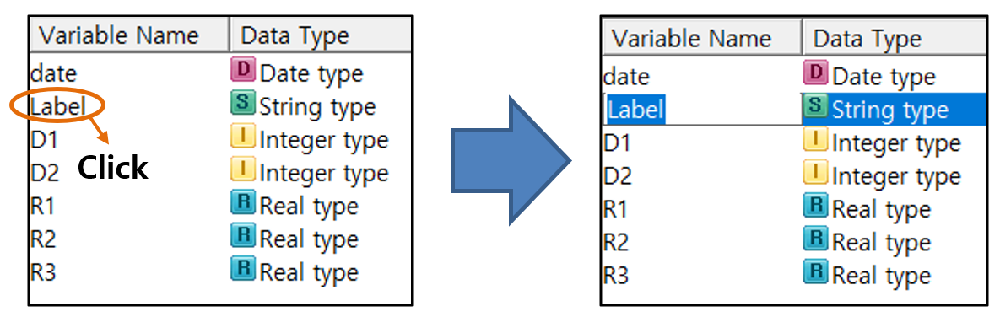 Variable Name Data Type
date D Date type
Label S String type
D1 I Integer type
D2 I Integer type
R1 R Real type
R2 R Real type
R3 R Real type
Click
Variable Name Data Type
date D Date type
Label S String type
D1 I Integer type
D2 I Integer type
R1 R Real type
R2 R Real type
R3 R Real type